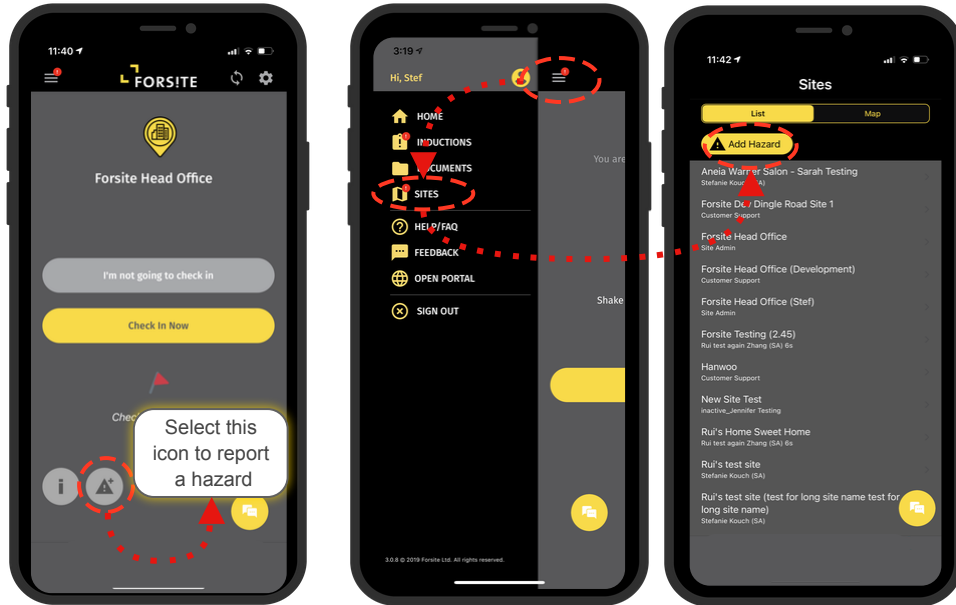 11:40
FORS!TE
Forsite Head Office
I'm not going to check in
Check In Now
Chec
Select this
icon to report
a hazard
3:19
Hi, Stef
HOME
INDUCTIONS
DOCUMENTS
SITES
HELP/FAQ
FEEDBACK
OPEN PORTAL
SIGN OUT
You are
Shake
3.0.8 © 2019 Forsite Ltd. All rights reserved.
11:42
Sites
List
Map
Add Hazard
Aneia Warner Salon - Sarah Testing
Stefanie Kouch (SA)
Forsite Dev Dingle Road Site 1
Customer Support
Forsite Head Office
Site Admin
Forsite Head Office (Development)
Customer Support
Forsite Head Office (Stef)
Site Admin
Forsite Testing (2.45)
Rui test again Zhang (SA) 6s
Hanwoo
Customer Support
New Site Test
inactive_Jennifer Testing
Rui's Home Sweet Home
Rui test again Zhang (SA) 6s
Rui's test site
Stefanie Kouch (SA)
Rui's test site (test for long site name test for
long site name)
Stefanie Kouch (SA)